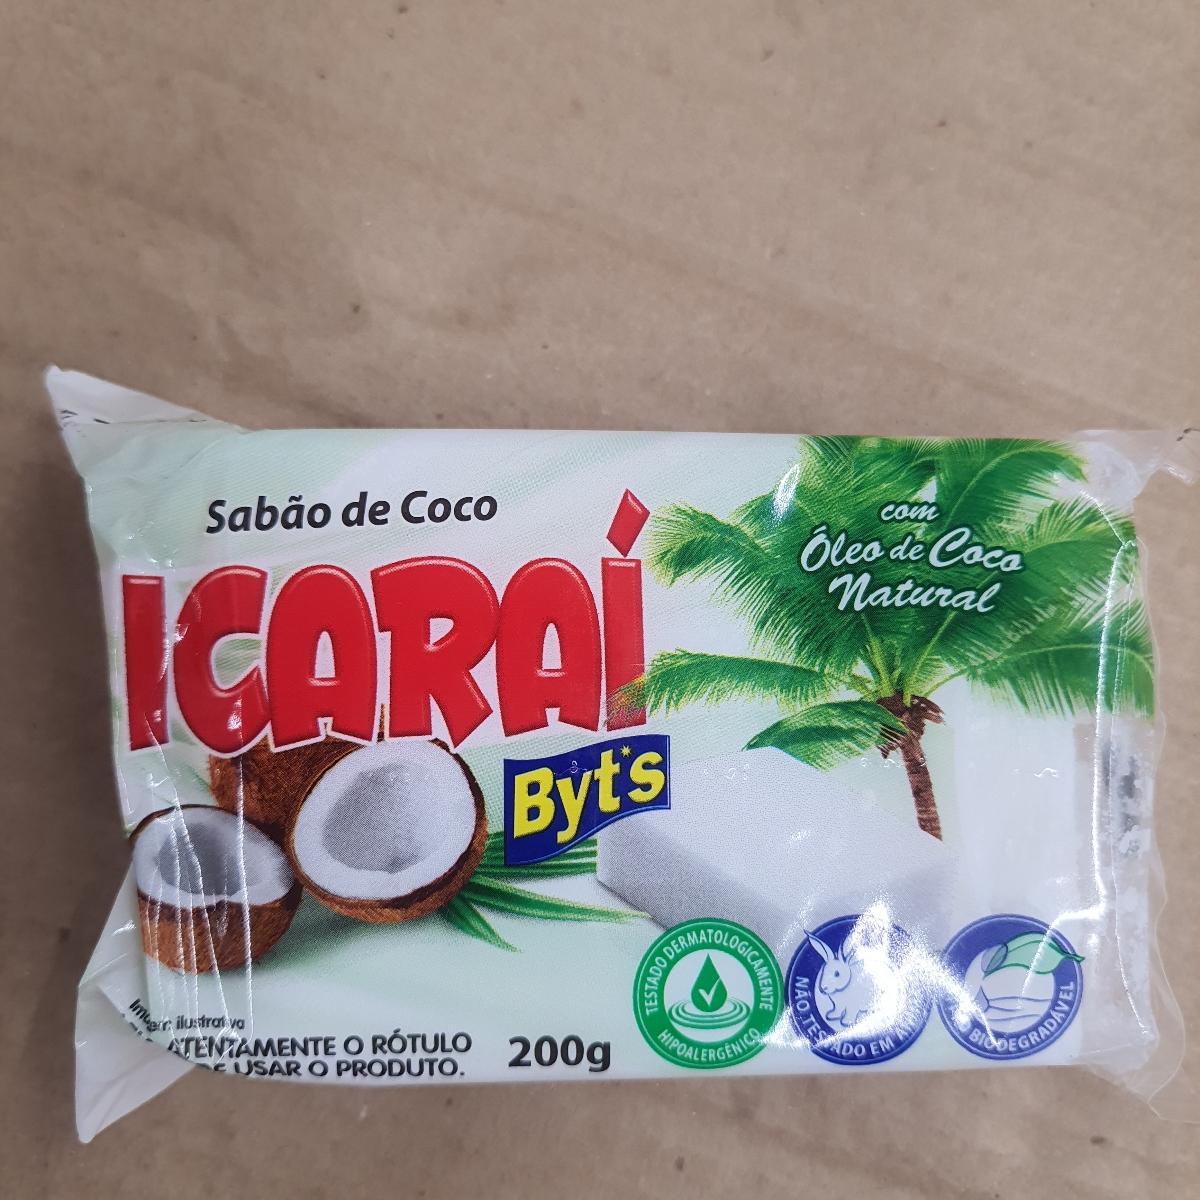 Sabão de Coco
ICARAÍ
Byt's
com
Óleo de Coco
Natural
ilustrativa
ATENTAMENTE O RÓTULO
USAR O PRODUTO.
200g
TESTADO DERMATOLOGICAMENTE
HIPOALERGÊNICO
NÃO EM
BIODEGRADÁVEL